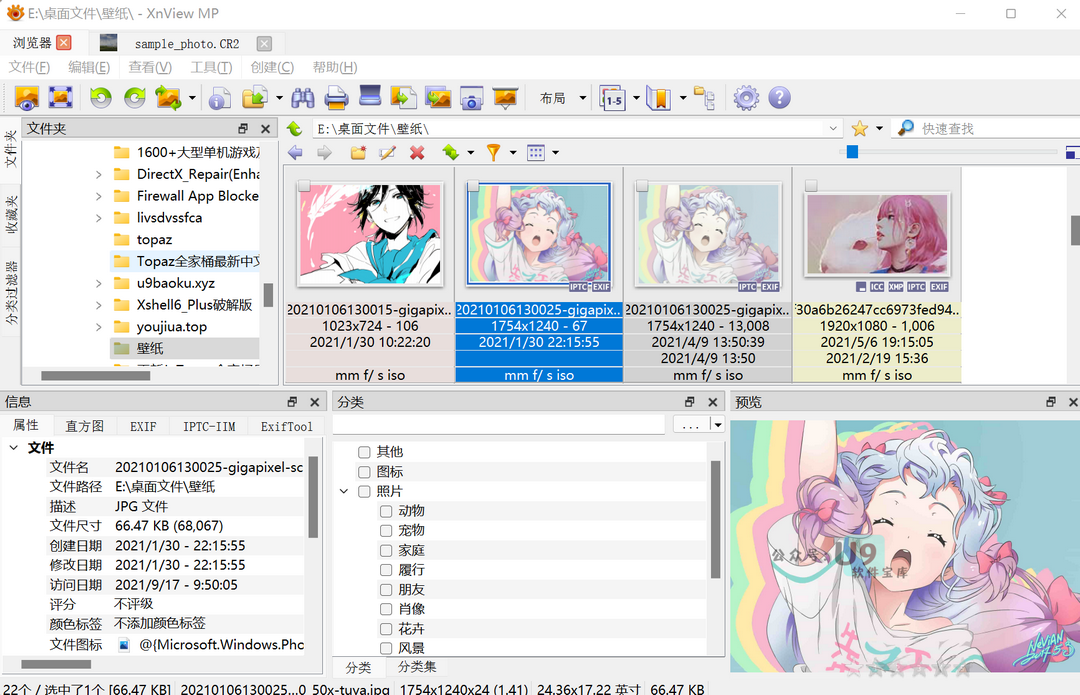 E:\桌面文件\壁纸\ - XnView MP
浏览器
sample_photo.CR2
文件(F) 编辑(E) 查看(V) 工具(T) 创建(C) 帮助(H)
布局
1-5
文件夹
E:\桌面文件\壁纸\
快速查找
文件夹
收藏夹
分类过滤器
1600+大型单机游戏
DirectX_Repair(Enha
Firewall App Blocke
livsdvssfca
topaz
Topaz全家桶最新中文
u9baoku.xyz
Xshell6_Plus破解版
youjiua.top
壁纸
IPTC EXIF
IPTC EXIF
ICC XMP IPTC EXIF
20210106130015-gigapix...
1023x724 - 106
2021/1/30 10:22:20
mm f/ s iso
20210106130025-gigapix...
1754x1240 - 67
2021/1/30 22:15:55
mm f/ s iso
20210106130025-gigapix...
1754x1240 - 13,008
2021/4/9 13:50:39
2021/4/9 13:50
mm f/ s iso
30a6b26247cc6973fed94...
1920x1080 - 1,006
2021/5/6 19:15:05
2021/2/19 15:36
mm f/ s iso
信息
属性 直方图 EXIF IPTC-IIM ExifTool
文件
文件名 20210106130025-gigapixel-sc
文件路径 E:\桌面文件\壁纸
描述 JPG 文件
文件尺寸 66.47 KB (68,067)
创建日期 2021/1/30 - 22:15:55
修改日期 2021/1/30 - 22:15:55
访问日期 2021/9/17 - 9:50:05
评分 不评级
颜色标签 不添加颜色标签
文件图标 @{Microsoft.Windows.Phc
分类
...
其他
图标
照片
动物
宠物
家庭
履行
朋友
肖像
花卉
风景
分类 分类集
预览
公众号: U9
软件宝库
22个 / 选中了1个 [66.47 KB] 20210106130025...0_50x-tuya.jpg 1754x1240x24 (1.41) 24.36x17.22 英寸 66.47 KB